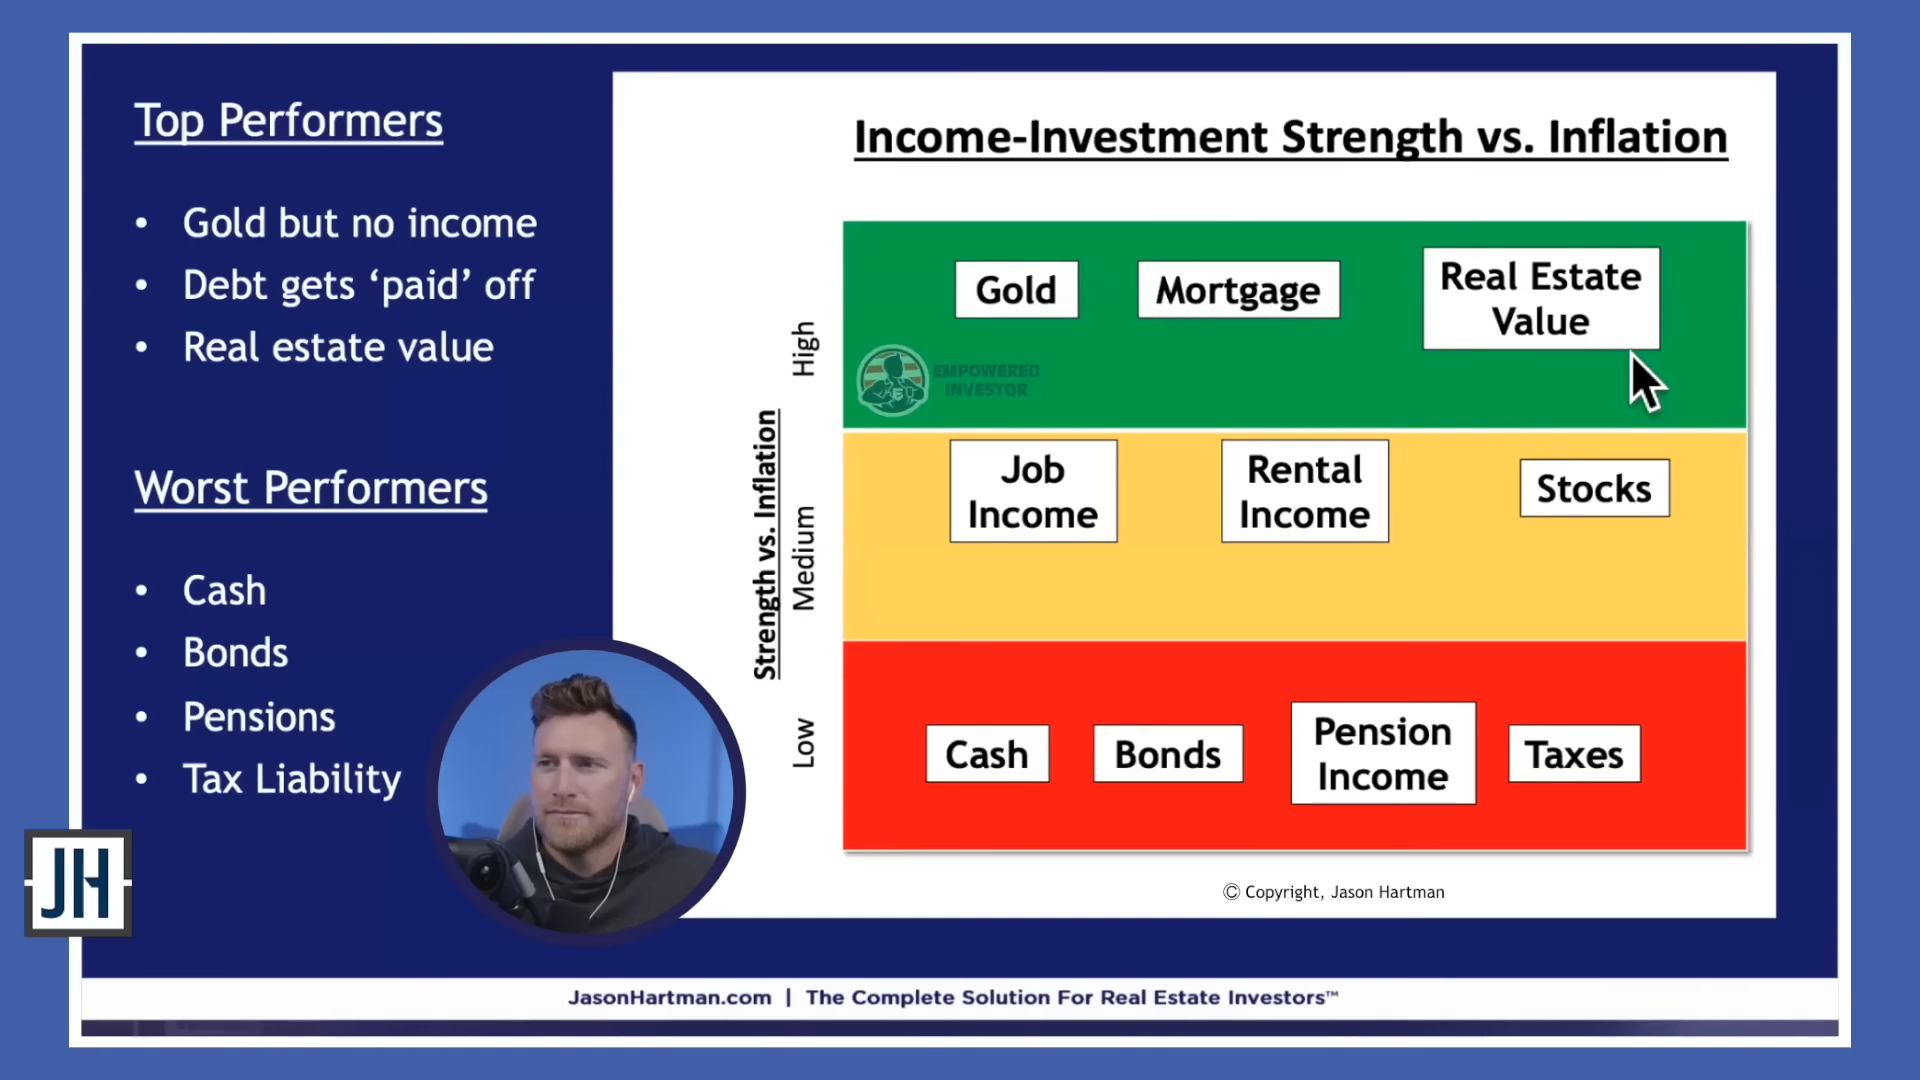 Top Performers
• Gold but no income
• Debt gets ‘paid’ off
• Real estate value
Worst Performers
• Cash
• Bonds
• Pensions
• Tax Liability
JH
Income-Investment Strength vs. Inflation
Strength vs. Inflation
High
Medium
Low
Gold
Mortgage
Real Estate
Value
EMPOWERED
INVESTOR
Job
Income
Rental
Income
Stocks
Cash
Bonds
Pension
Income
Taxes
© Copyright, Jason Hartman
JasonHartman.com | The Complete Solution For Real Estate Investors™